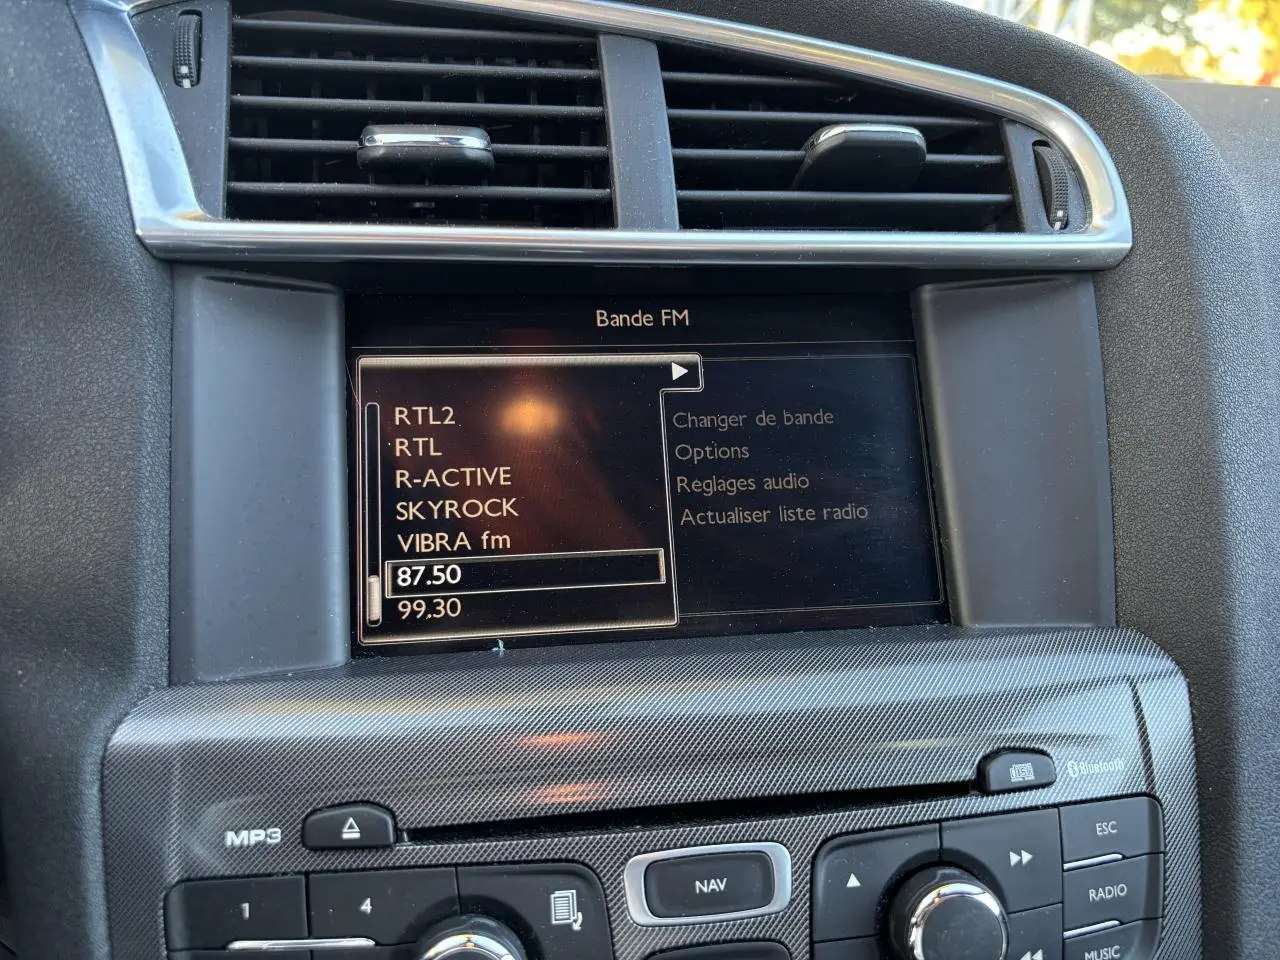 Bande FM
RTL2
RTL
R-ACTIVE
SKYROCK
VIBRA fm
87.50
99.30
Changer de bande
Options
Réglages audio
Actualiser liste radio
Bluetooth
MP3
ESC
NAV
RADIO
1
4
MUSIC